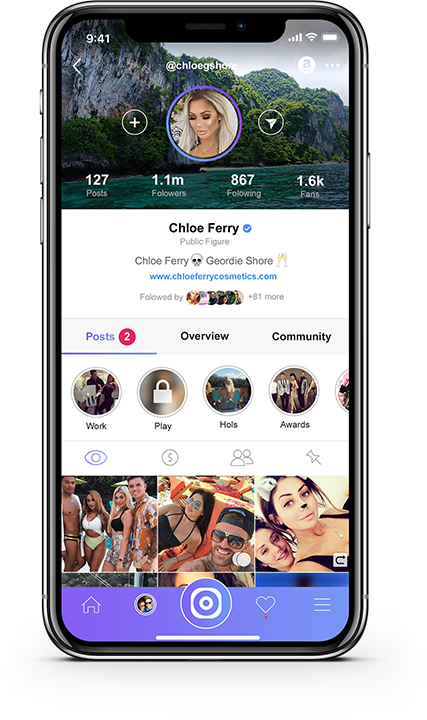 9:41
@chloegshore
a
127
Posts
1.1m
Folowers
867
Folowing
1.6k
Fans
Chloe Ferry
Public Figure
Chloe Ferry 💀 Geordie Shore 🥂
www.chloeferrycosmetics.com
Folowed by +81 more
Posts 2 Overview Community
Work Play Hols Awards
$